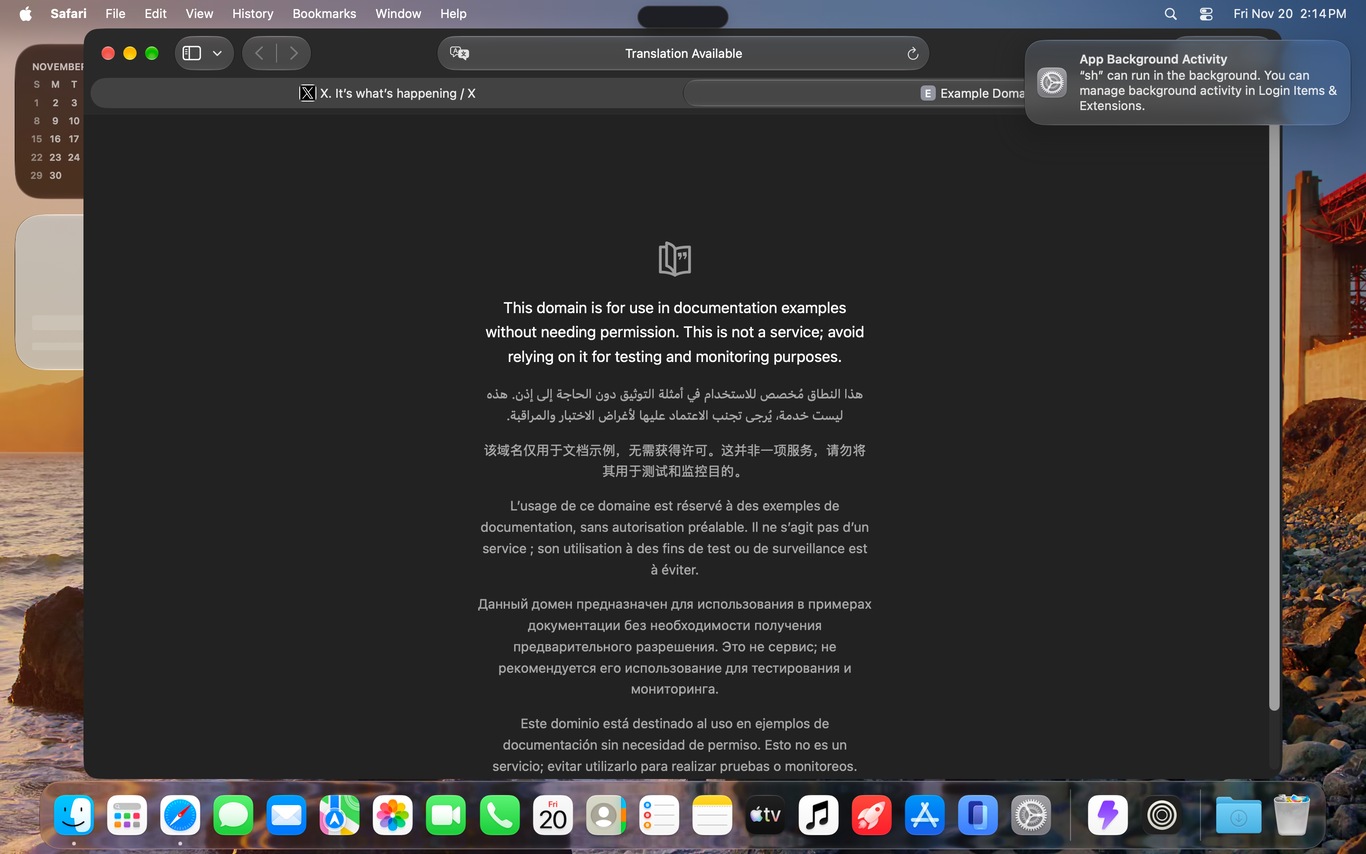 Safari File Edit View History Bookmarks Window Help
Fri Nov 20 2:14 PM
Translation Available
X. It's what's happening / X
E Example
App Background Activity
“sh” can run in the background. You can
manage background activity in Login Items &
Extensions.
S M T
1 2 3
8 9 10
15 16 17
22 23 24
29 30
This domain is for use in documentation examples
without needing permission. This is not a service; avoid
relying on it for testing and monitoring purposes.
هذا النطاق مُخصص للاستخدام في أمثلة التوثيق دون الحاجة إلى إذن. هذه
ليست خدمة، يُرجى تجنب الاعتماد عليها لأغراض الاختبار والمراقبة.
该域名仅用于文档示例，无需获得许可。这并非一项服务，请勿将
其用于测试和监控目的。
L’usage de ce domaine est réservé à des exemples de
documentation, sans autorisation préalable. Il ne s’agit pas d’un
service ; son utilisation à des fins de test ou de surveillance est
à éviter.
Данный домен предназначен для использования в примерах
документации без необходимости получения
предварительного разрешения. Это не сервис; не
рекомендуется его использование для тестирования и
мониторинга.
Este dominio está destinado al uso en ejemplos de
documentación sin necesidad de permiso. Esto no es un
servicio; evitar utilizarlo para realizar pruebas o monitoreos.
Fri
20
tv